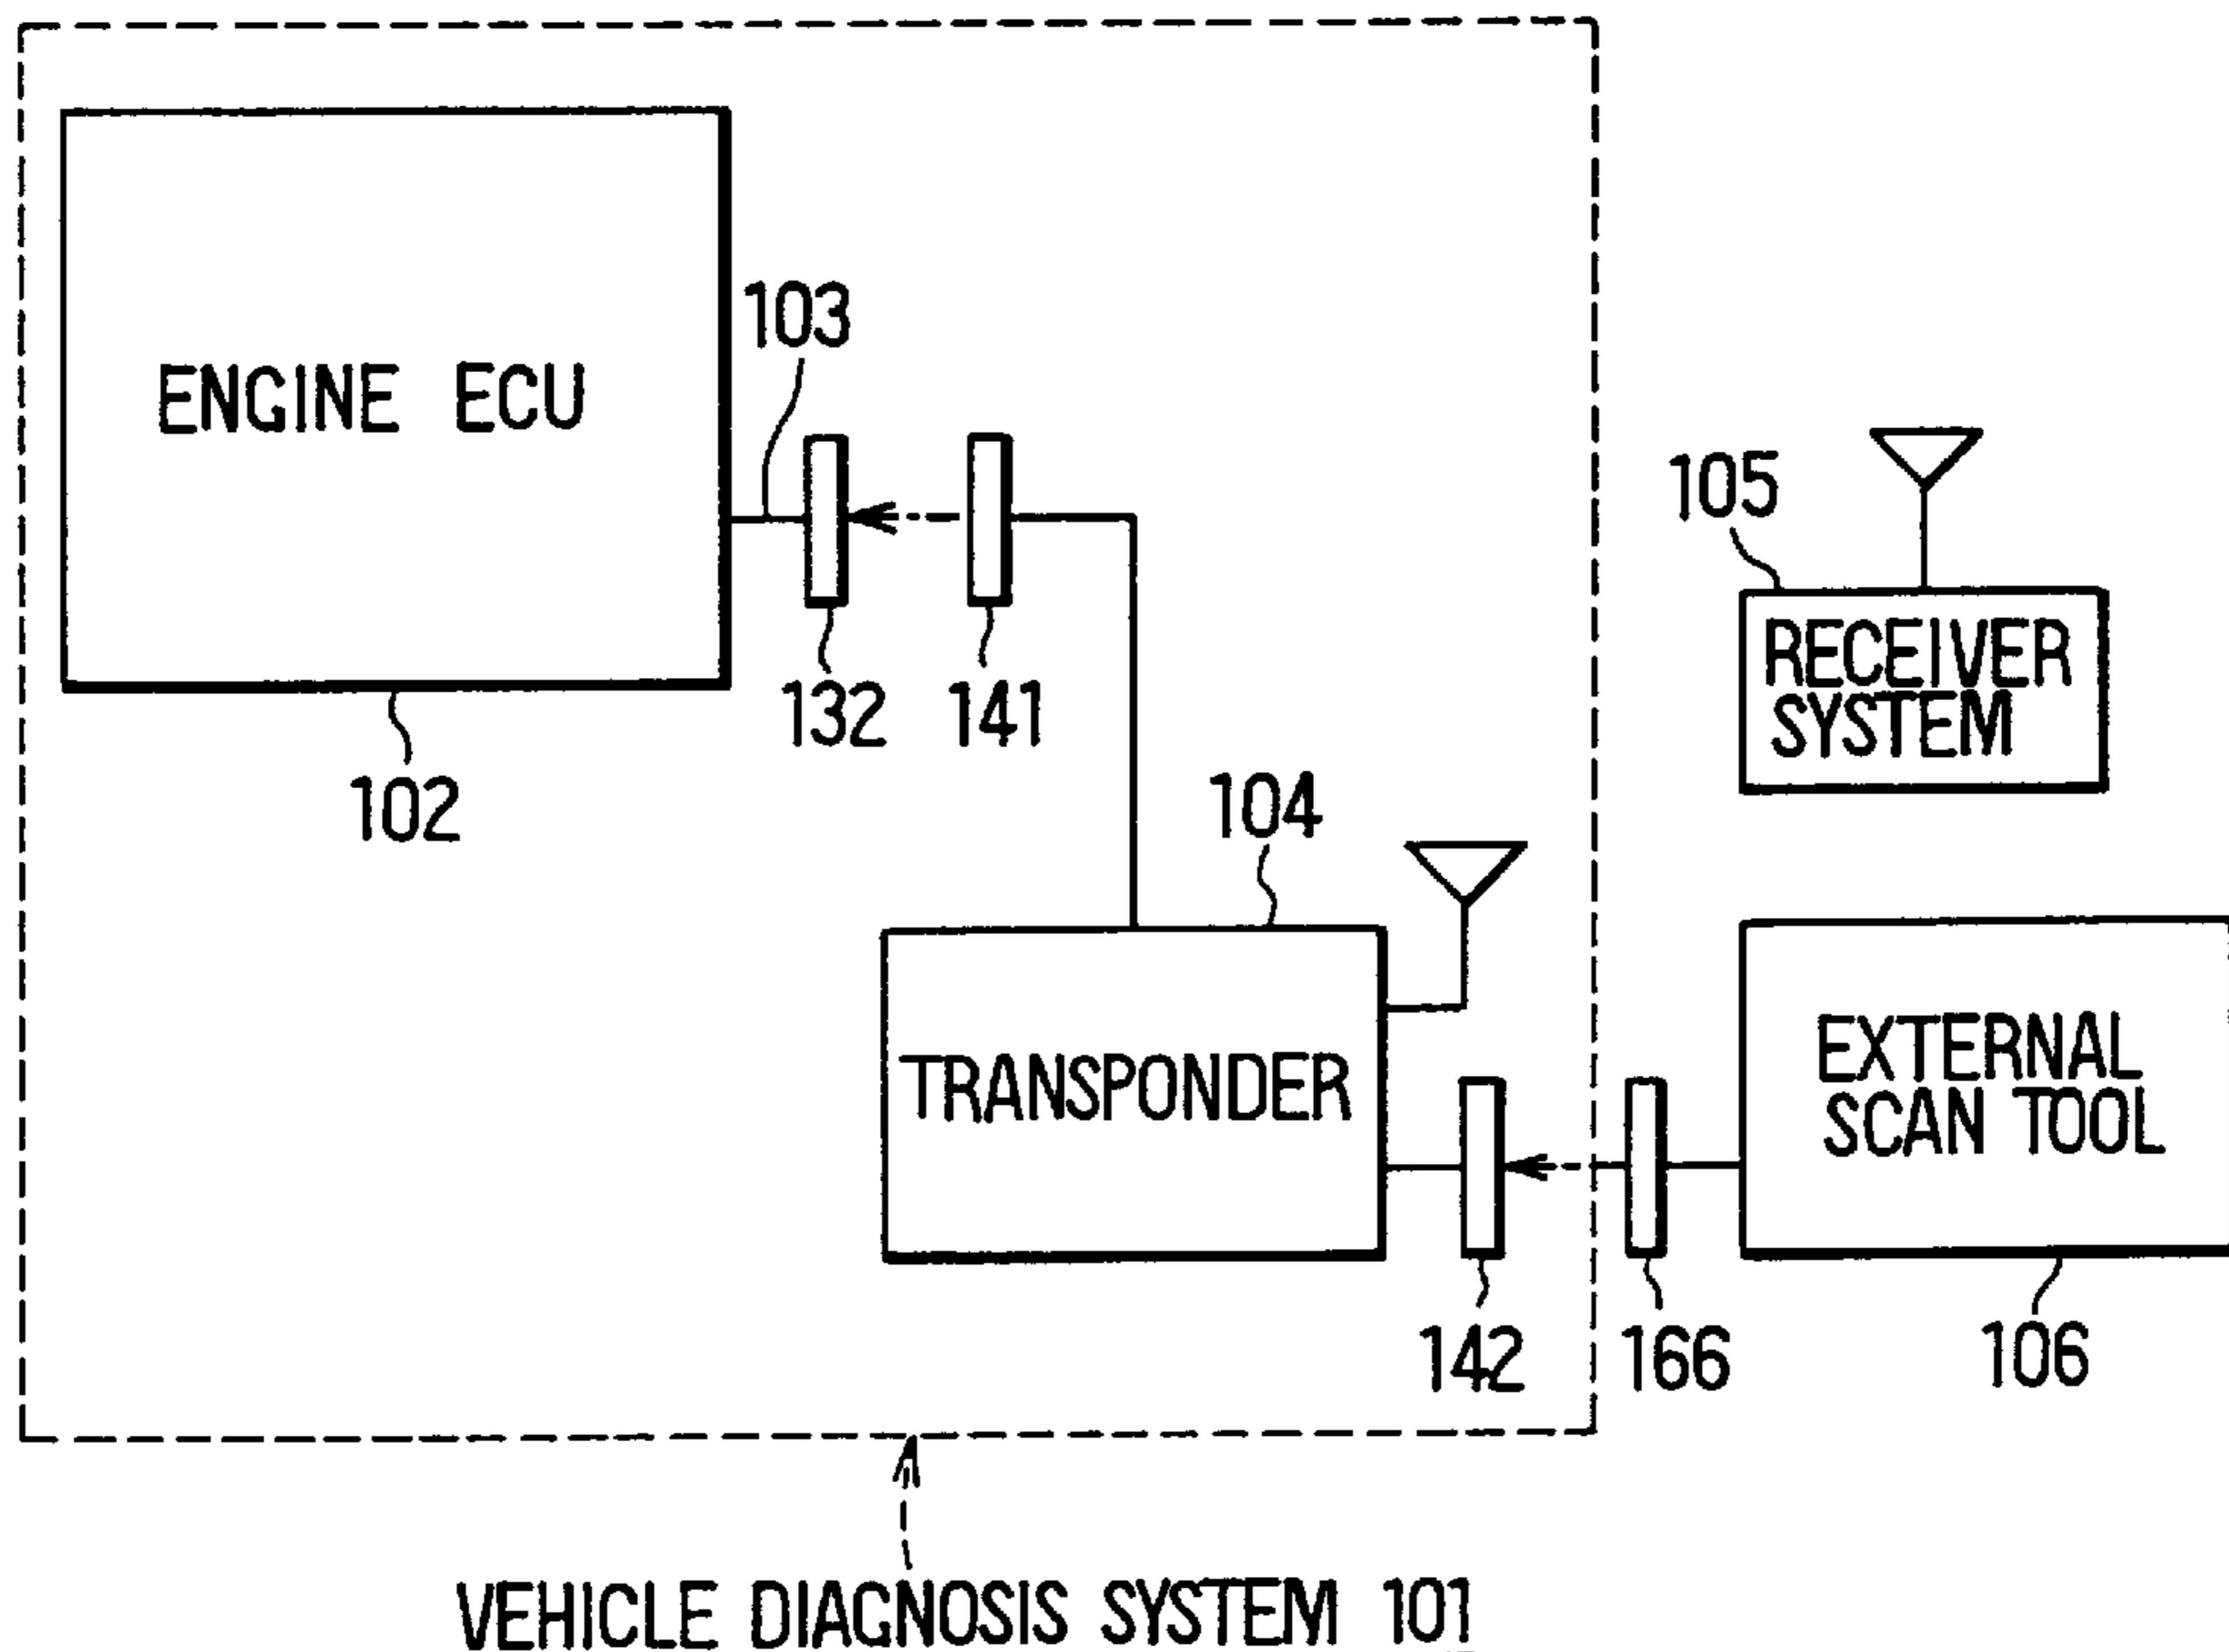 103
ENGINE ECU
105
RECEIVER
SYSTEM
132
141
102
104
TRANSPONDER
EXTERNAL
SCAN TOOL
142
166
106
VEHICLE DIAGNOSIS SYSTEM 101